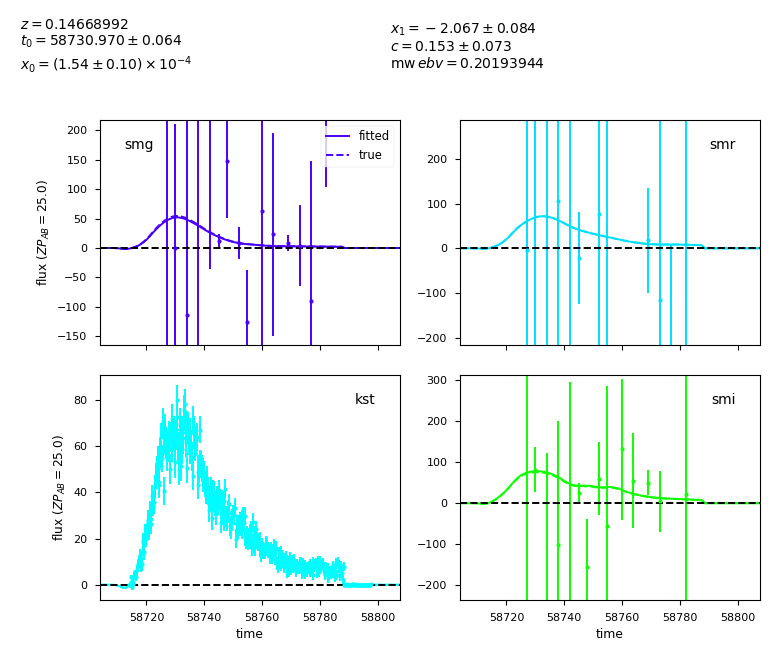 z = 0.14668992
t₀ = 58730.970 ± 0.064
x₀ = (1.54 ± 0.10) × 10⁻⁴
x₁ = −2.067 ± 0.084
c = 0.153 ± 0.073
mw ebv = 0.20193944
smg
fitted
true
200
150
100
50
0
−50
−100
−150
flux (ZP_AB = 25.0)
smr
200
100
0
−100
−200
kst
80
60
40
20
0
flux (ZP_AB = 25.0)
58720 58740 58760 58780 58800
time
smi
300
200
100
0
−100
−200
58720 58740 58760 58780 58800
time